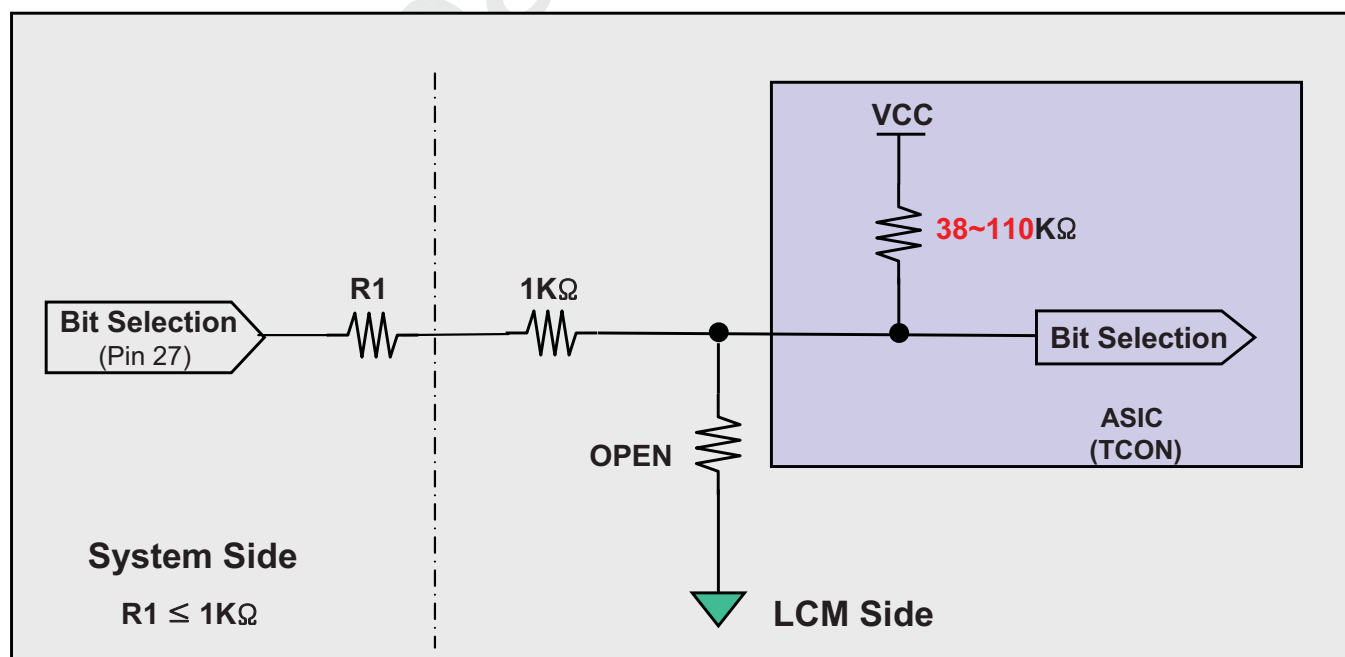 VCC
38~110KΩ
R1
1KΩ
Bit Selection
(Pin 27)
Bit Selection
ASIC
(TCON)
OPEN
System Side
R1 ≤ 1KΩ
LCM Side